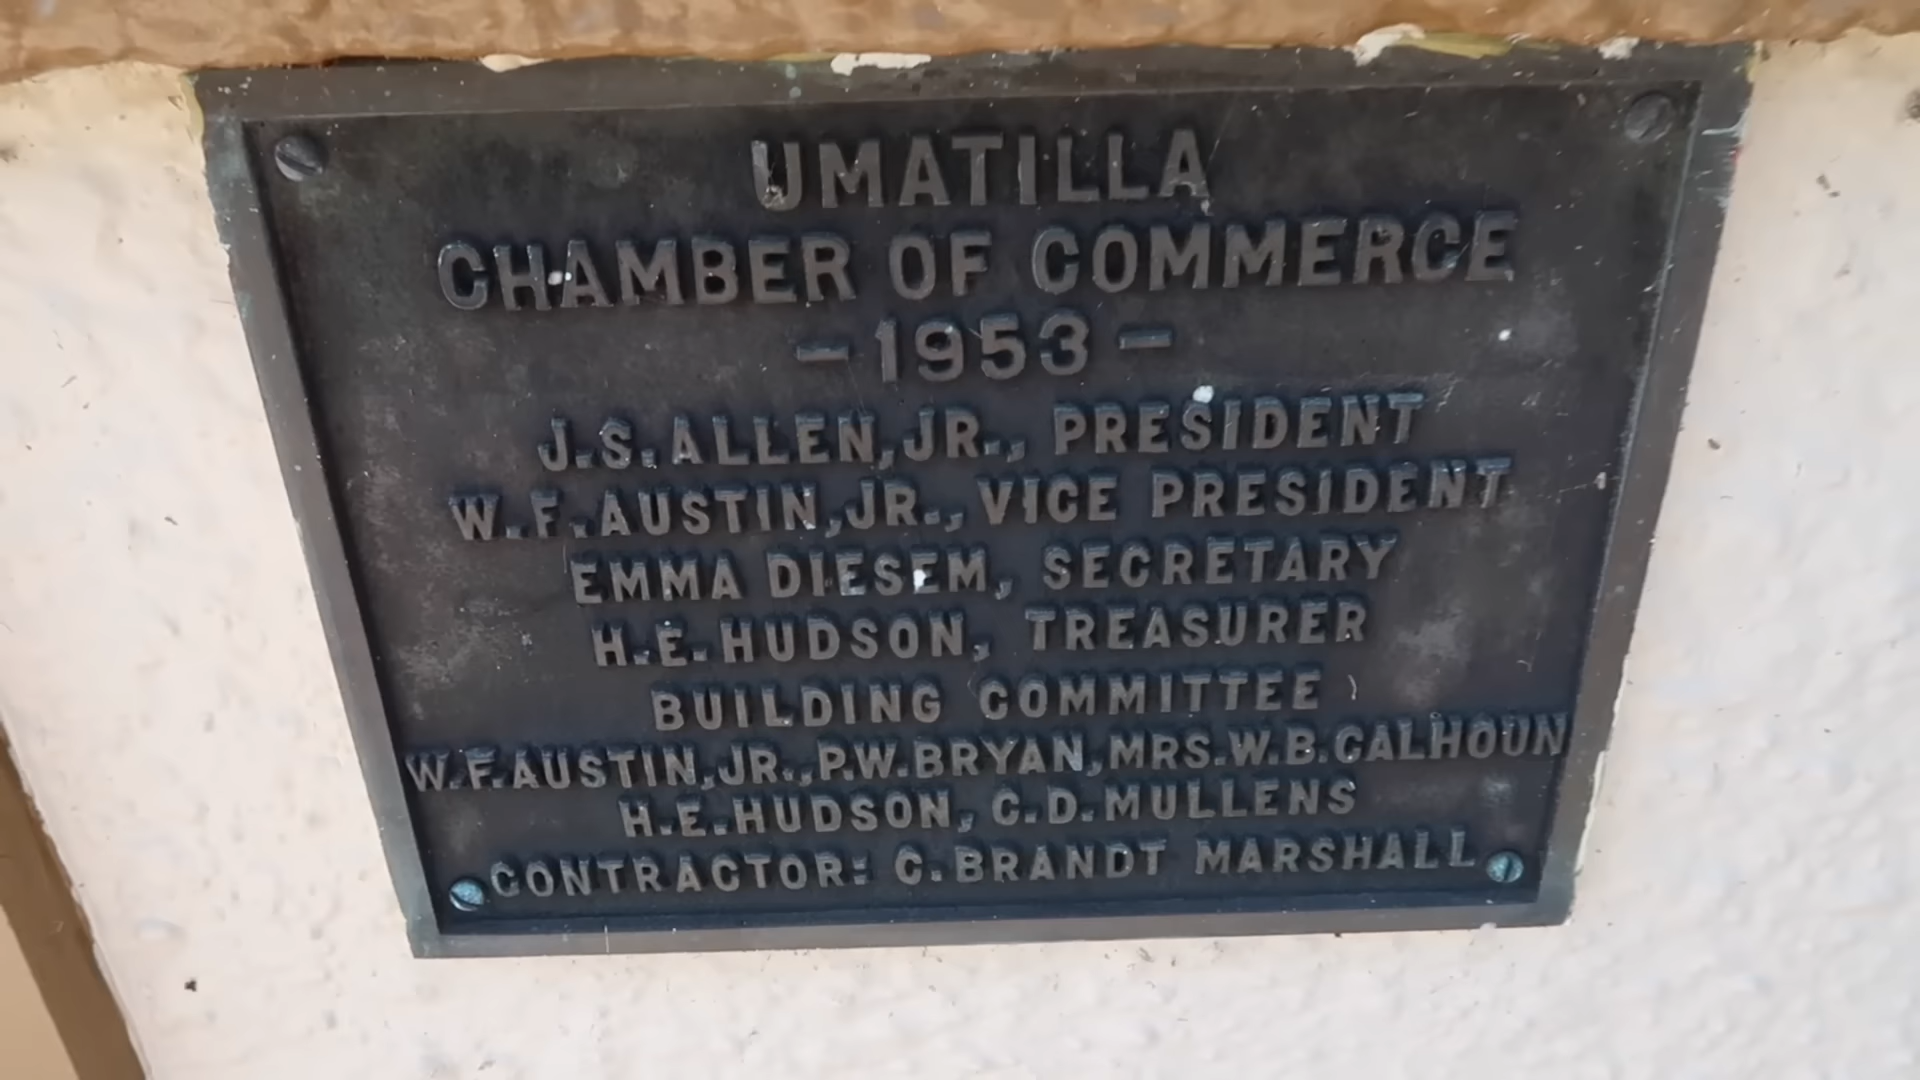 UMATILLA
CHAMBER OF COMMERCE
- 1953 -
J.S. ALLEN, JR., PRESIDENT
W.F. AUSTIN, JR., VICE PRESIDENT
EMMA DIESEM, SECRETARY
H.E. HUDSON, TREASURER
BUILDING COMMITTEE
W.F. AUSTIN, JR., P.W. BRYAN, MRS. W.B. CALHOUN
H.E. HUDSON, C.D. MULLENS
CONTRACTOR: C. BRANDT MARSHALL